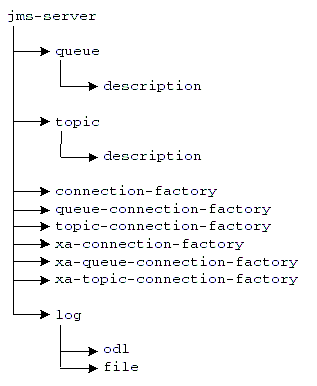 jms-server
queue
description
topic
description
connection-factory
queue-connection-factory
topic-connection-factory
xa-connection-factory
xa-queue-connection-factory
xa-topic-connection-factory
log
odl
file